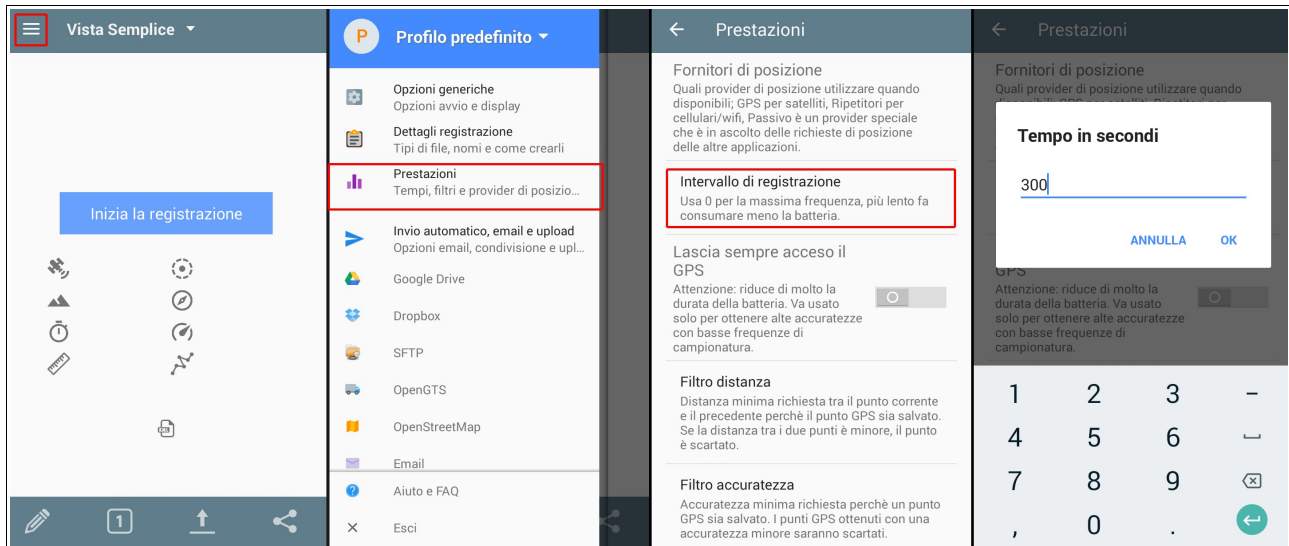 Vista Semplice
Inizia la registrazione
1
P
Profilo predefinito
Opzioni generiche
Opzioni avvio e display
Dettagli registrazione
Tipi di file, nomi e come crearli
Prestazioni
Tempi, filtri e provider di posizio...
Invio automatico, email e upload
Opzioni email, condivisione e upl...
Google Drive
Dropbox
SFTP
OpenGTS
OpenStreetMap
Email
Aiuto e FAQ
Esci
Prestazioni
Fornitori di posizione
Quali provider di posizione utilizzare quando
disponibili; GPS per satelliti, Ripetitori per
cellulari/wifi, Passivo è un provider speciale
che è in ascolto delle richieste di posizione
delle altre applicazioni.
Intervallo di registrazione
Usa 0 per la massima frequenza, più lento fa
consumare meno la batteria.
Lascia sempre acceso il
GPS
Attenzione: riduce di molto la
durata della batteria. Va usato
solo per ottenere alte accuratezze
con basse frequenze di
campionatura.
Filtro distanza
Distanza minima richiesta tra il punto corrente
e il precedente perchè il punto GPS sia salvato.
Se la distanza tra i due punti è minore, il punto
è scartato.
Filtro accuratezza
Accuratezza minima richiesta perchè un punto
GPS sia salvato. I punti GPS ottenuti con una
accuratezza minore saranno scartati.
Prestazioni
Fornitori di posizione
Quali provider di posizione utilizzare quando
Tempo in secondi
300
ANNULLA OK
GPS
Attenzione: riduce di molto la
durata della batteria. Va usato
solo per ottenere alte accuratezze
con basse frequenze di
campionatura.
1 2 3 -
4 5 6
7 8 9
, 0 .